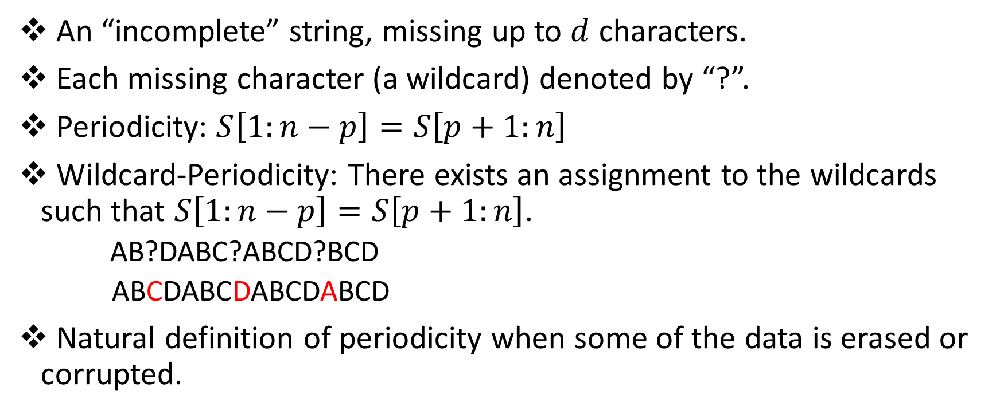 ❖ An “incomplete” string, missing up to 𝑑 characters.
❖ Each missing character (a wildcard) denoted by “?”.
❖ Periodicity: 𝑆[1: 𝑛 − 𝑝] = 𝑆[𝑝 + 1: 𝑛]
❖ Wildcard-Periodicity: There exists an assignment to the wildcards
such that 𝑆[1: 𝑛 − 𝑝] = 𝑆[𝑝 + 1: 𝑛].
AB?DABC?ABCD?BCD
ABCDABCDABCDABCD
❖ Natural definition of periodicity when some of the data is erased or
corrupted.